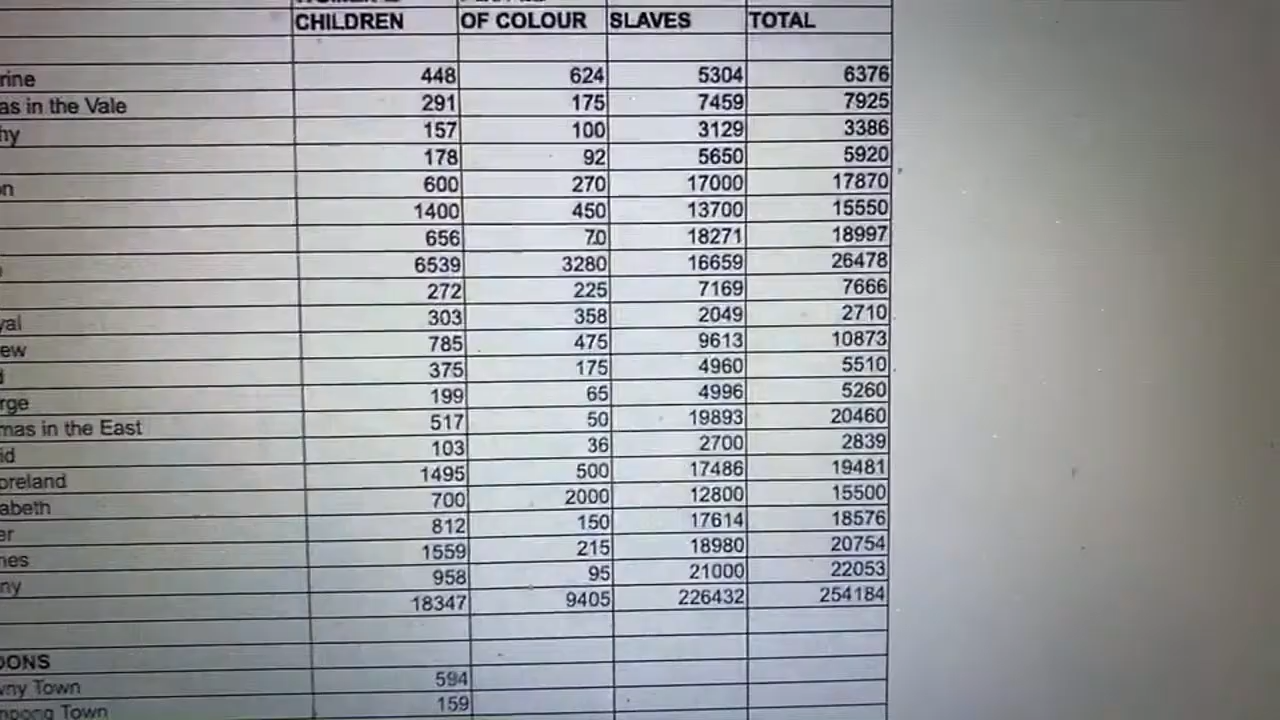 CHILDREN OF COLOUR SLAVES TOTAL
rine 448 624 5304 6376
as in the Vale 291 175 7459 7925
hy 157 100 3129 3386
178 92 5650 5920
on 600 270 17000 17870
1400 450 13700 15550
656 70 18271 18997
6539 3280 16659 26478
272 225 7169 7666
yal 303 358 2049 2710
ew 785 475 9613 10873
d 375 175 4960 5510
rge 199 65 4996 5260
mas in the East 517 50 19893 20460
id 103 36 2700 2839
oreland 1495 500 17486 19481
abeth 700 2000 12800 15500
er 812 150 17614 18576
nes 1559 215 18980 20754
ny 958 95 21000 22053
18347 9405 226432 254184
OONS
wny Town 594
mpong Town 159